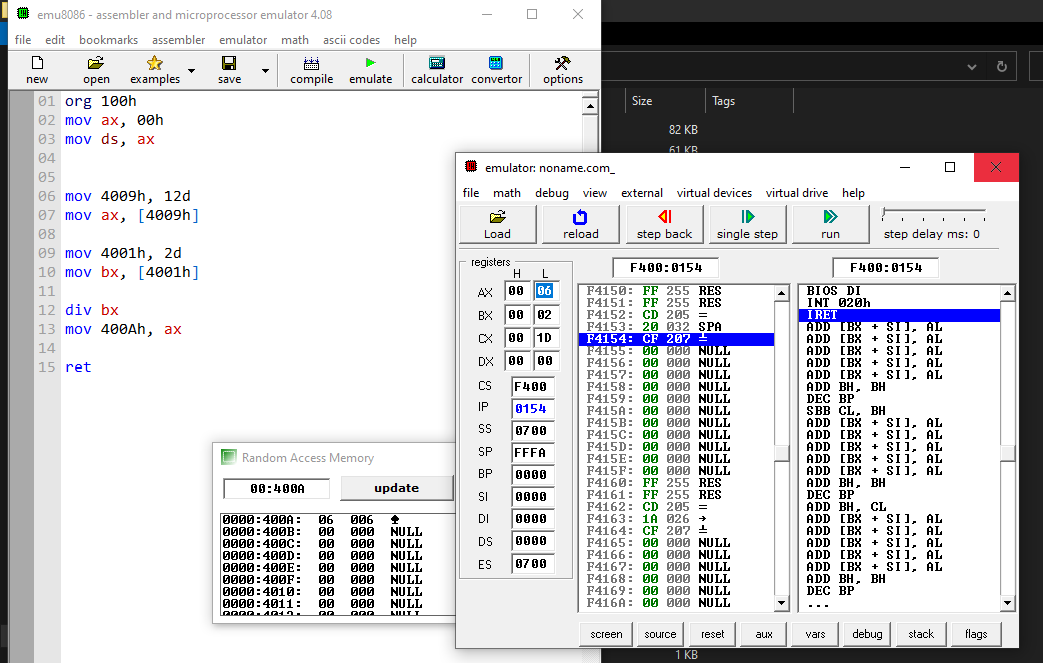 emu8086 - assembler and microprocessor emulator 4.08
file edit bookmarks assembler emulator math ascii codes help
new open examples save compile emulate calculator convertor options
01 org 100h
02 mov ax, 00h
03 mov ds, ax
04
05
06 mov 4009h, 12d
07 mov ax, [4009h]
08
09 mov 4001h, 2d
10 mov bx, [4001h]
11
12 div bx
13 mov 400Ah, ax
14
15 ret
Size Tags
82 KB
61 KB
emulator: noname.com_
file math debug view external virtual devices virtual drive help
Load reload step back single step run step delay ms: 0
registers
H L
AX 00 06
BX 00 02
CX 00 1D
DX 00 00
CS F400
IP 0154
SS 0700
SP FFFA
BP 0000
SI 0000
DI 0000
DS 0000
ES 0700
F400:0154
F4150: FF 255 RES
F4151: FF 255 RES
F4152: CD 205 =
F4153: 20 032 SPA
F4154: CF 207 ╧
F4155: 00 000 NULL
F4156: 00 000 NULL
F4157: 00 000 NULL
F4158: 00 000 NULL
F4159: 00 000 NULL
F415A: 00 000 NULL
F415B: 00 000 NULL
F415C: 00 000 NULL
F415D: 00 000 NULL
F415E: 00 000 NULL
F415F: 00 000 NULL
F4160: FF 255 RES
F4161: FF 255 RES
F4162: CD 205 =
F4163: 1A 026 →
F4164: CF 207 ╧
F4165: 00 000 NULL
F4166: 00 000 NULL
F4167: 00 000 NULL
F4168: 00 000 NULL
F4169: 00 000 NULL
F416A: 00 000 NULL
F400:0154
BIOS DI
INT 020h
IRET
ADD [BX + SI], AL
ADD [BX + SI], AL
ADD [BX + SI], AL
ADD [BX + SI], AL
ADD [BX + SI], AL
ADD BH, BH
DEC BP
SBB CL, BH
ADD [BX + SI], AL
ADD [BX + SI], AL
ADD [BX + SI], AL
ADD [BX + SI], AL
ADD [BX + SI], AL
ADD BH, BH
DEC BP
ADD BH, CL
ADD [BX + SI], AL
ADD [BX + SI], AL
ADD [BX + SI], AL
ADD [BX + SI], AL
ADD [BX + SI], AL
ADD BH, BH
DEC BP
...
screen source reset aux vars debug stack flags
Random Access Memory
00:400A update
0000:400A: 06 006 ♠
0000:400B: 00 000 NULL
0000:400C: 00 000 NULL
0000:400D: 00 000 NULL
0000:400E: 00 000 NULL
0000:400F: 00 000 NULL
0000:4010: 00 000 NULL
0000:4011: 00 000 NULL
0000:4012: 00 000 NULL
1 KB